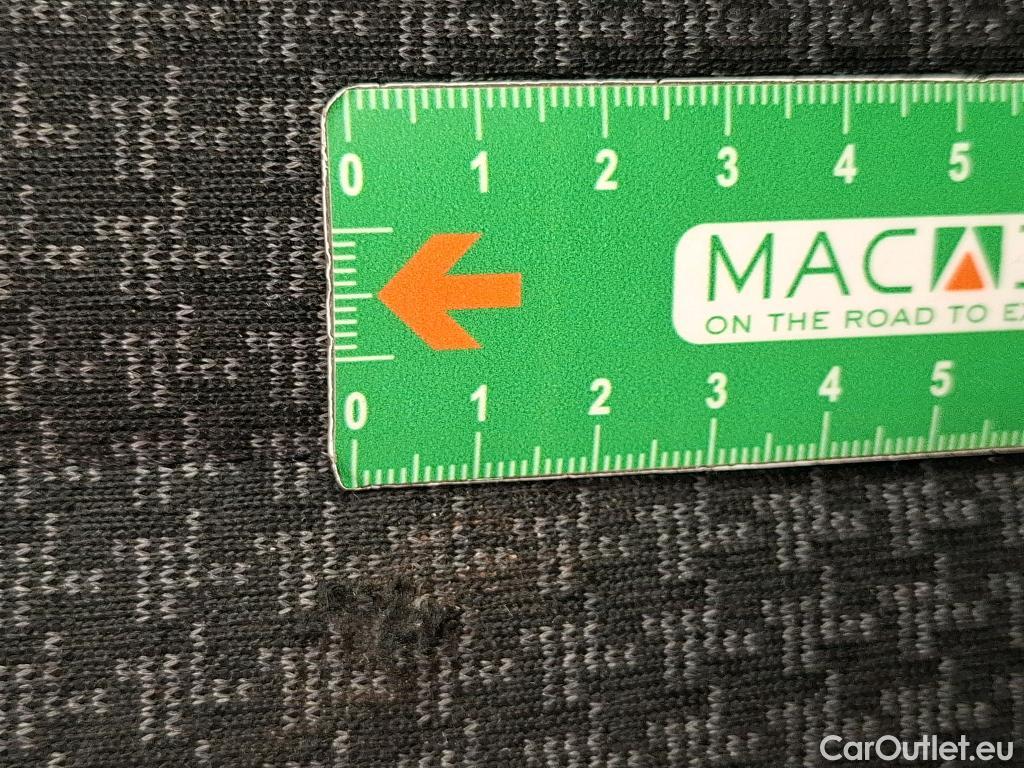 0 1 2 3 4 5
MAC
ON THE ROAD TO
0 1 2 3 4 5
CarOutlet.eu